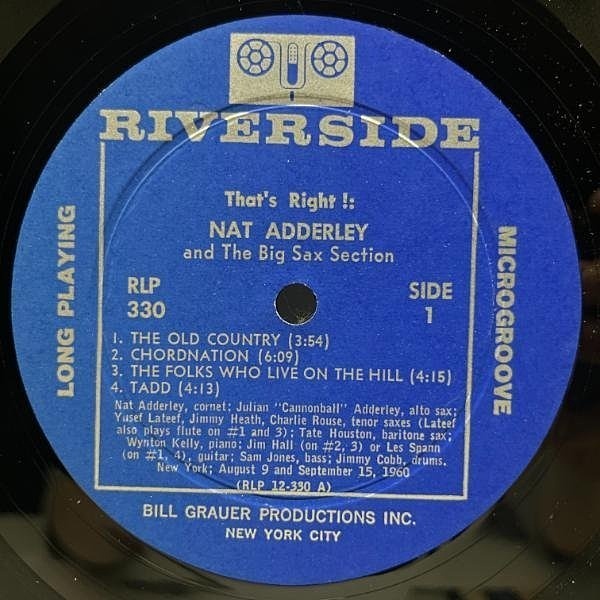 RIVERSIDE
That's Right !:
NAT ADDERLEY
and The Big Sax Section
LONG PLAYING
MICROGROOVE
RLP
330
SIDE
1
1. THE OLD COUNTRY (3:54)
2. CHORDNATION (6:09)
3. THE FOLKS WHO LIVE ON THE HILL (4:15)
4. TADD (4:13)
Nat Adderley, cornet; Julian "Cannonball" Adderley, alto sax;
Yusef Lateef, Jimmy Heath, Charlie Rouse, tenor saxes (Lateef
also plays flute on #1 and 3); Tate Houston, baritone sax;
Wynton Kelly, piano; Jim Hall (on #2, 3) or Les Spann
(on #1, 4), guitar; Sam Jones, bass; Jimmy Cobb, drums.
New York; August 9 and September 15, 1960
(RLP 12-330 A)
BILL GRAUER PRODUCTIONS INC.
NEW YORK CITY